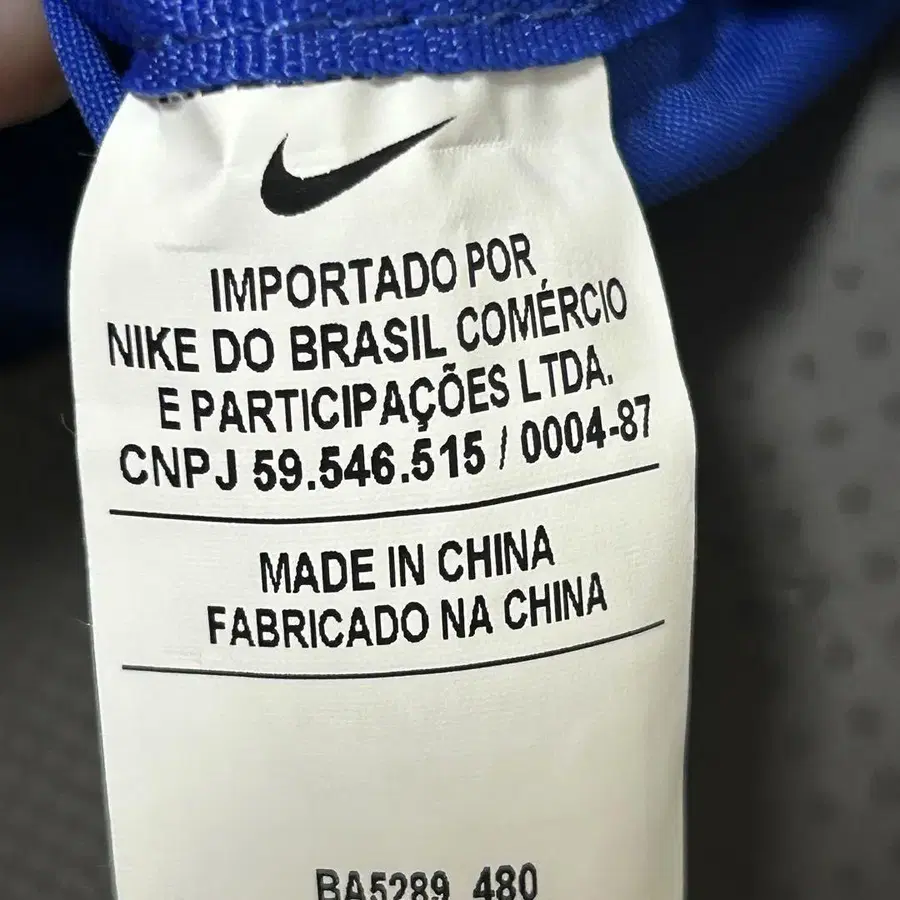 IMPORTADO POR
NIKE DO BRASIL COMÉRCIO
E PARTICIPAÇÕES LTDA.
CNPJ 59.546.515 / 0004-87
MADE IN CHINA
FABRICADO NA CHINA
BA5289 480